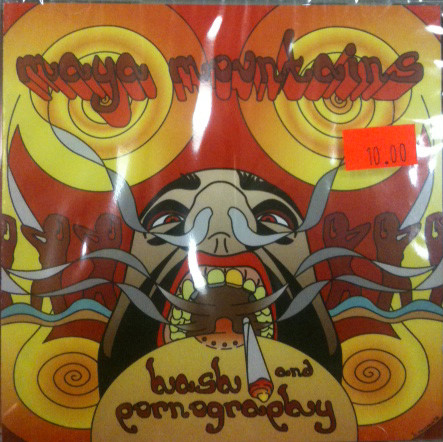 maya mountains
10.00
hash and
pornography